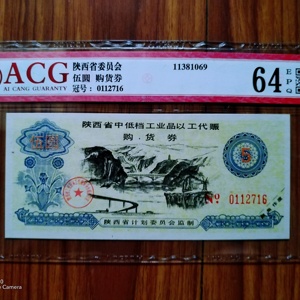 ACG
AI CANG GUARANTY
陕西省委员会
伍圆 购货券
冠号： 0112716
11381069
64
E
P
Q
陕西省中低档工业品以工代赈
购 . 货 券
伍
Nº 0112716
陕西省计划委员会监制
Camera